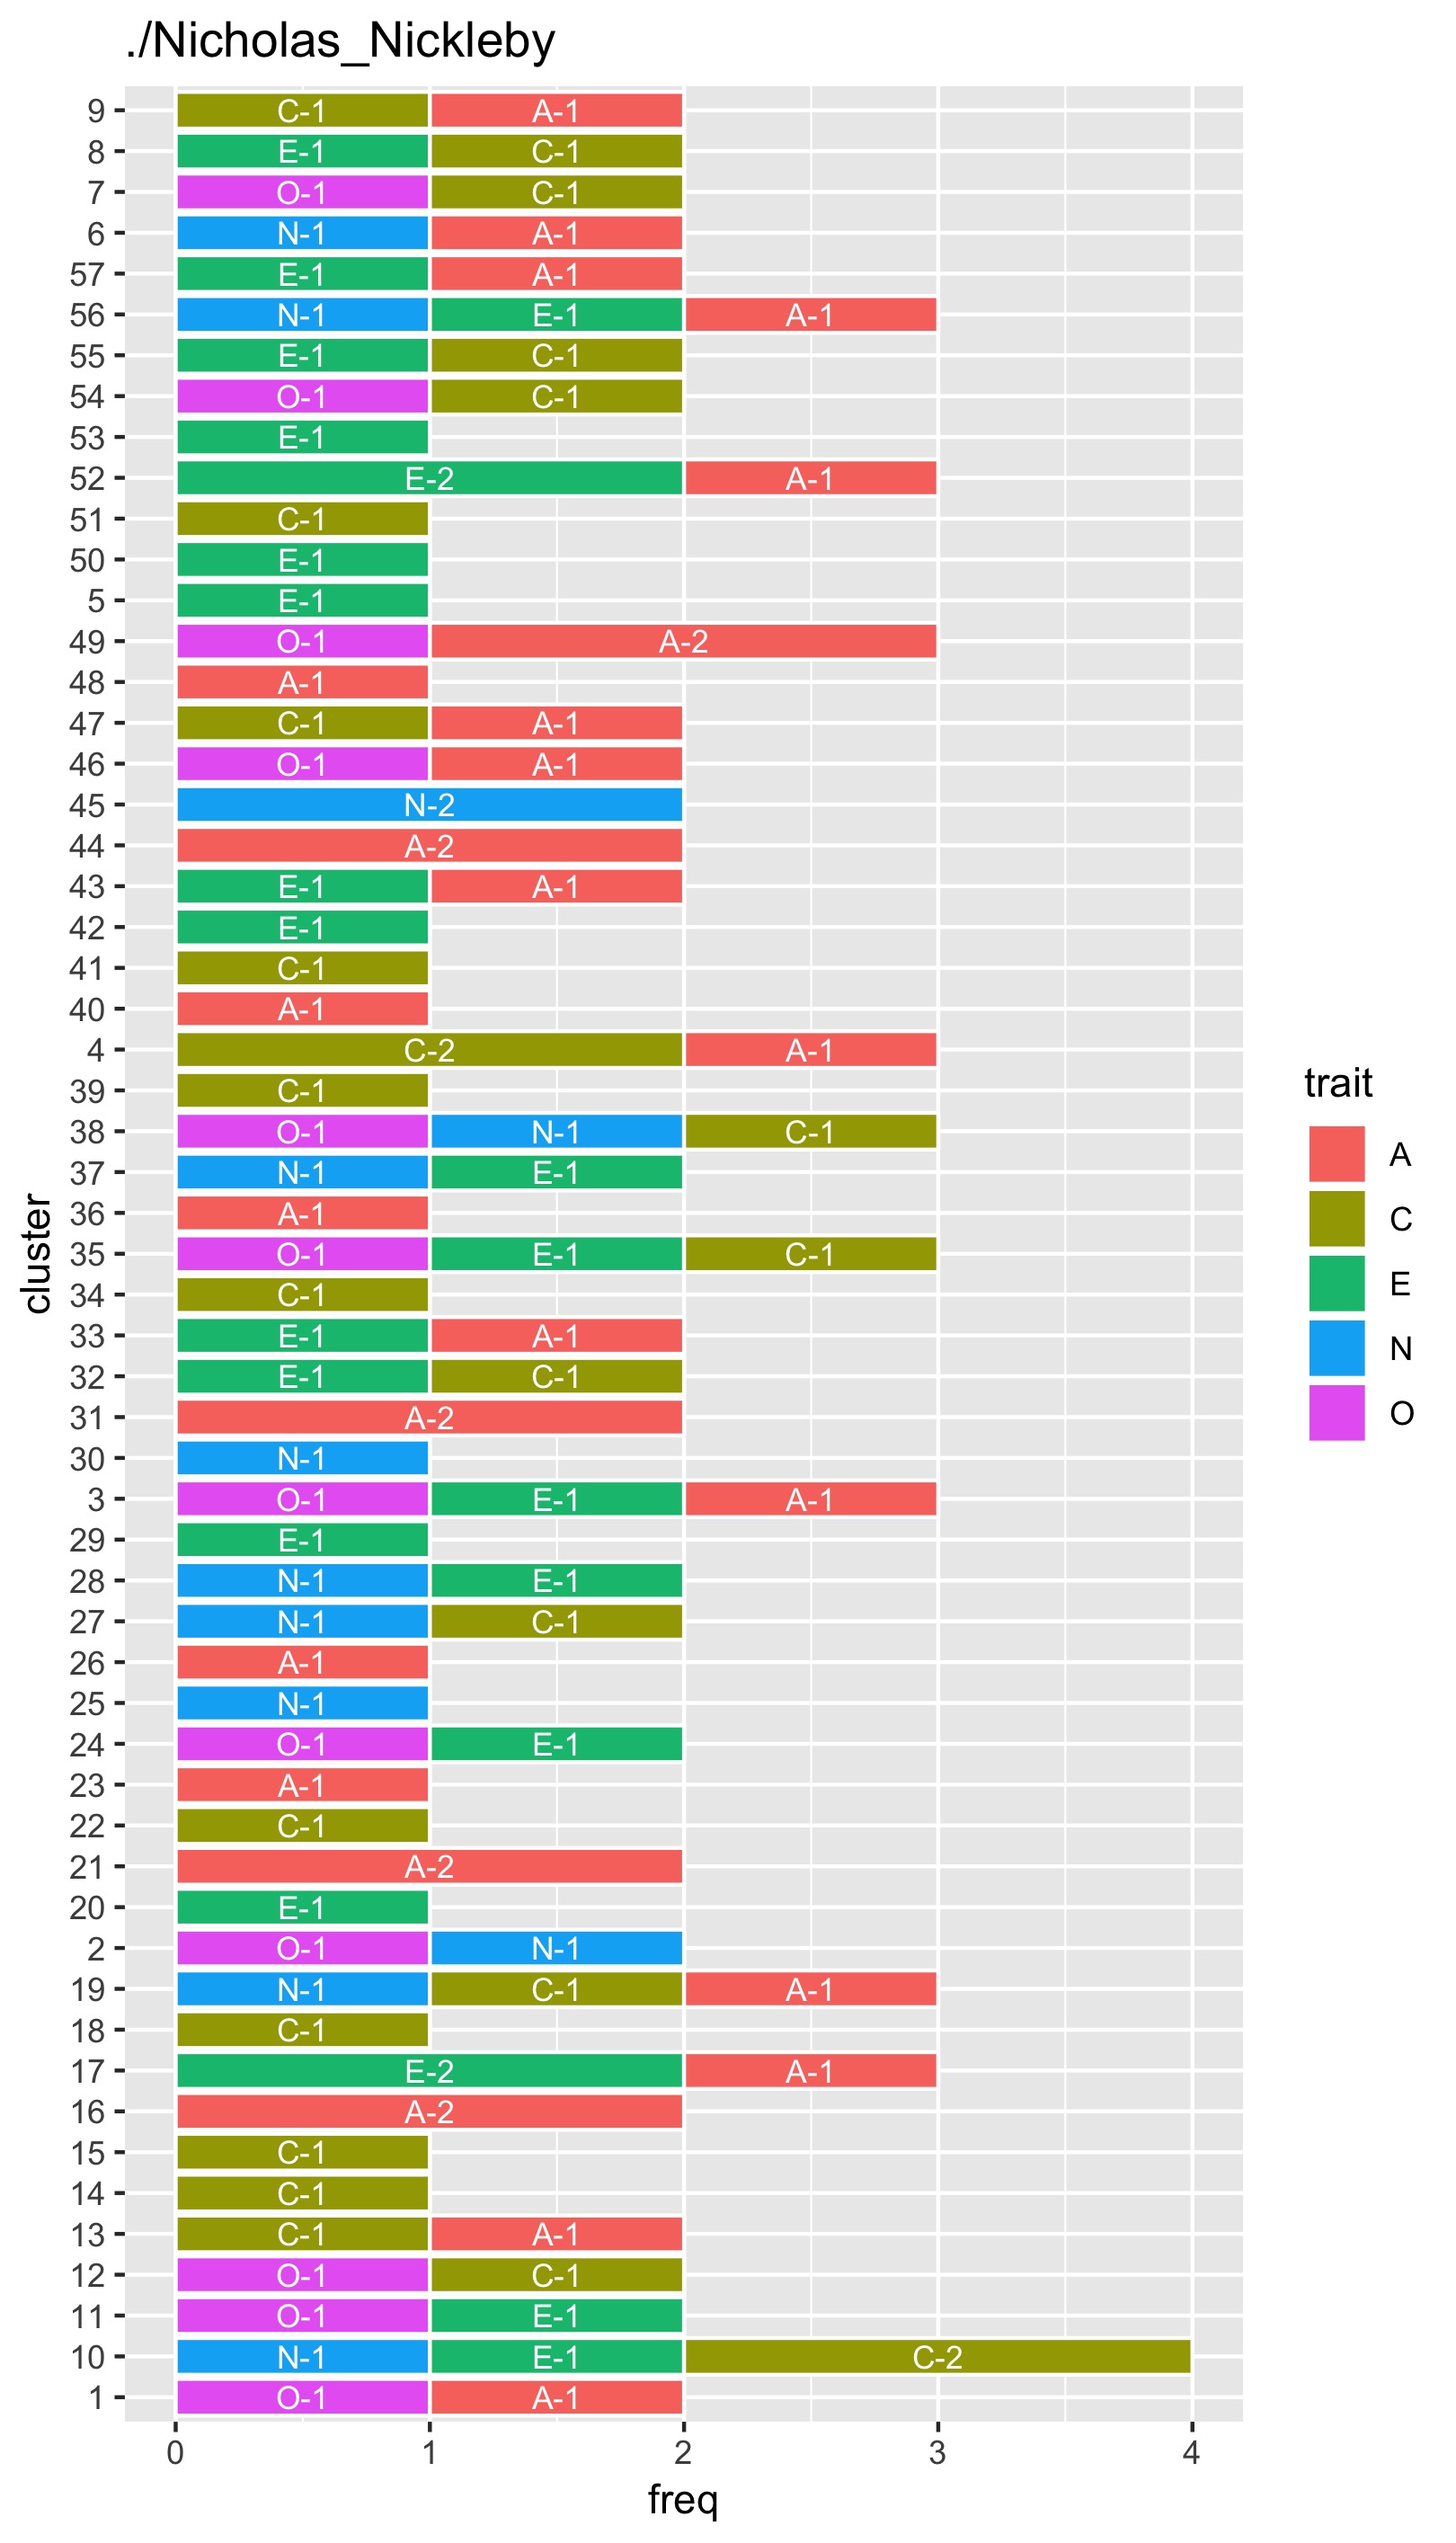 ./Nicholas_Nickleby
9 C-1 A-1
8 E-1 C-1
7 O-1 C-1
6 N-1 A-1
57 E-1 A-1
56 N-1 E-1 A-1
55 E-1 C-1
54 O-1 C-1
53 E-1
52 E-2 A-1
51 C-1
50 E-1
5 E-1
49 O-1 A-2
48 A-1
47 C-1 A-1
46 O-1 A-1
45 N-2
44 A-2
43 E-1 A-1
42 E-1
41 C-1
40 A-1
4 C-2 A-1
39 C-1
38 O-1 N-1 C-1
37 N-1 E-1
36 A-1
35 O-1 E-1 C-1
34 C-1
33 E-1 A-1
32 E-1 C-1
31 A-2
30 N-1
3 O-1 E-1 A-1
29 E-1
28 N-1 E-1
27 N-1 C-1
26 A-1
25 N-1
24 O-1 E-1
23 A-1
22 C-1
21 A-2
20 E-1
2 O-1 N-1
19 N-1 C-1 A-1
18 C-1
17 E-2 A-1
16 A-2
15 C-1
14 C-1
13 C-1 A-1
12 O-1 C-1
11 O-1 E-1
10 N-1 E-1 C-2
1 O-1 A-1
0 1 2 3 4
freq
cluster
trait
A
C
E
N
O